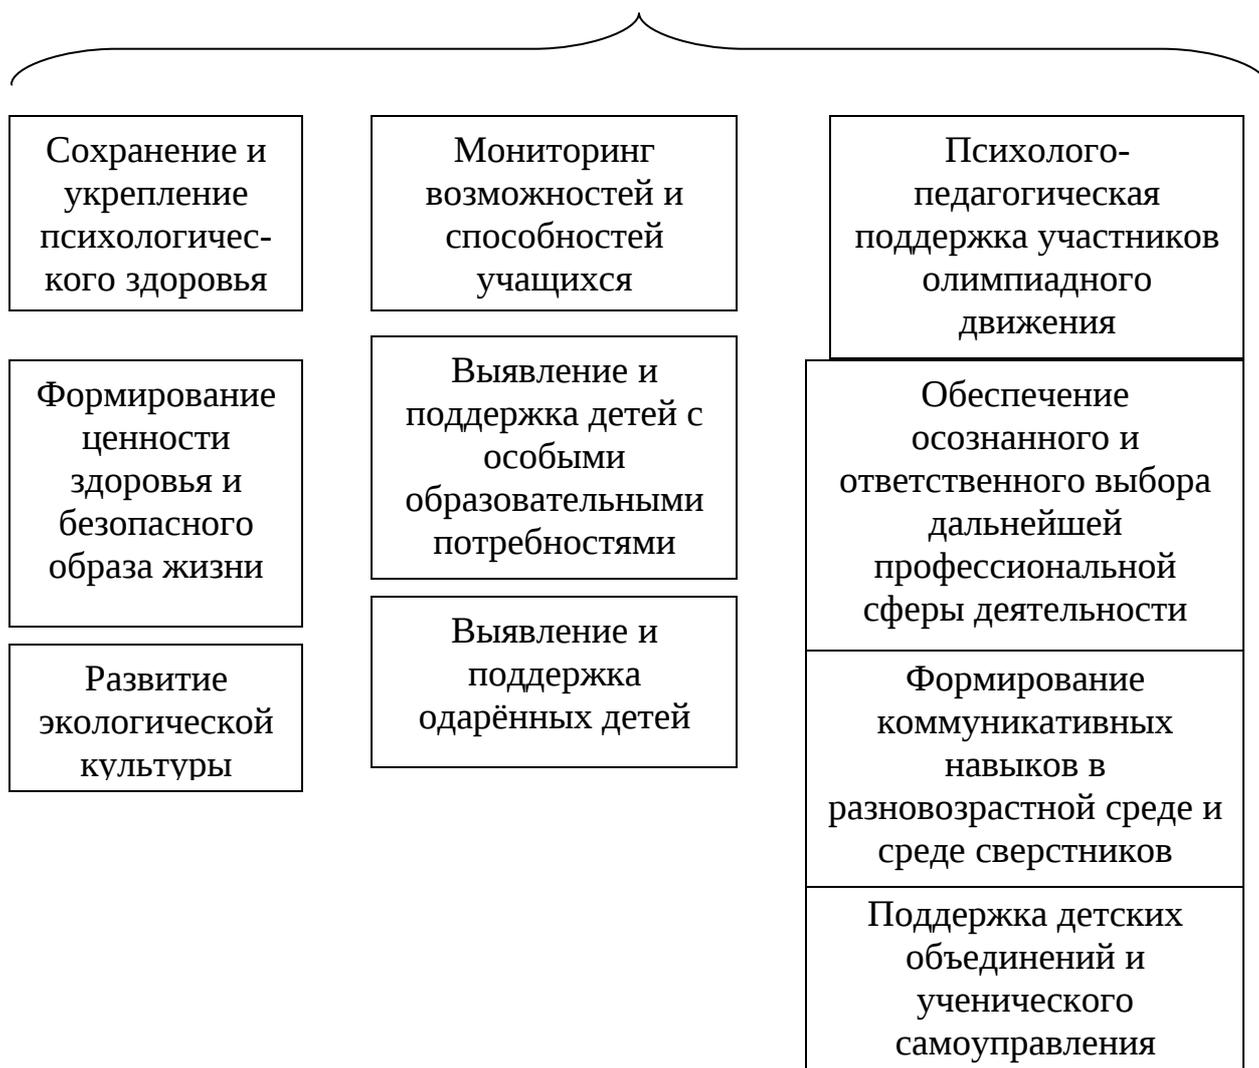 Сохранение и
укрепление
психологичес-
кого здоровья
Формирование
ценности
здоровья и
безопасного
образа жизни
Развитие
экологической
культуры
Мониторинг
возможностей и
способностей
учащихся
Выявление и
поддержка детей с
особыми
образовательными
потребностями
Выявление и
поддержка
одарённых детей
Психолого-
педагогическая
поддержка участников
олимпиадного
движения
Обеспечение
осознанного и
ответственного выбора
дальнейшей
профессиональной
сферы деятельности
Формирование
коммуникативных
навыков в
разновозрастной среде и
среде сверстников
Поддержка детских
объединений и
ученического
самоуправления